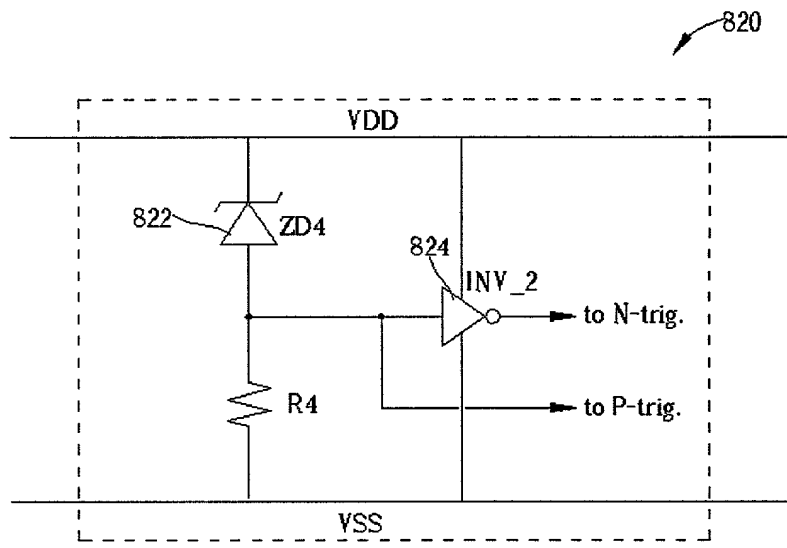 820
VDD
822
ZD4
824
INV_2
to N-trig.
R4
to P-trig.
VSS